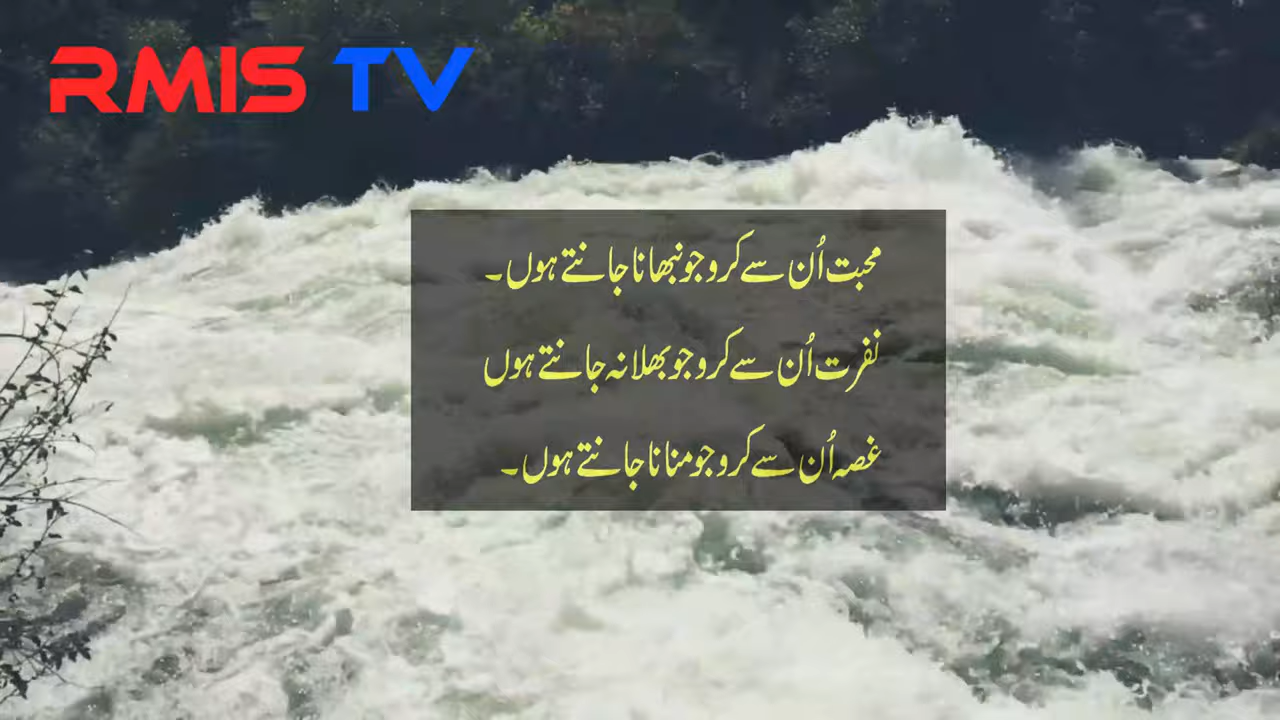 RMIS TV
محبت اُن سے کرو جو نبھانا جانتے ہوں۔
نفرت اُن سے کرو جو بھلا نہ جانتے ہوں
غصہ اُن سے کرو جو منانا جانتے ہوں۔